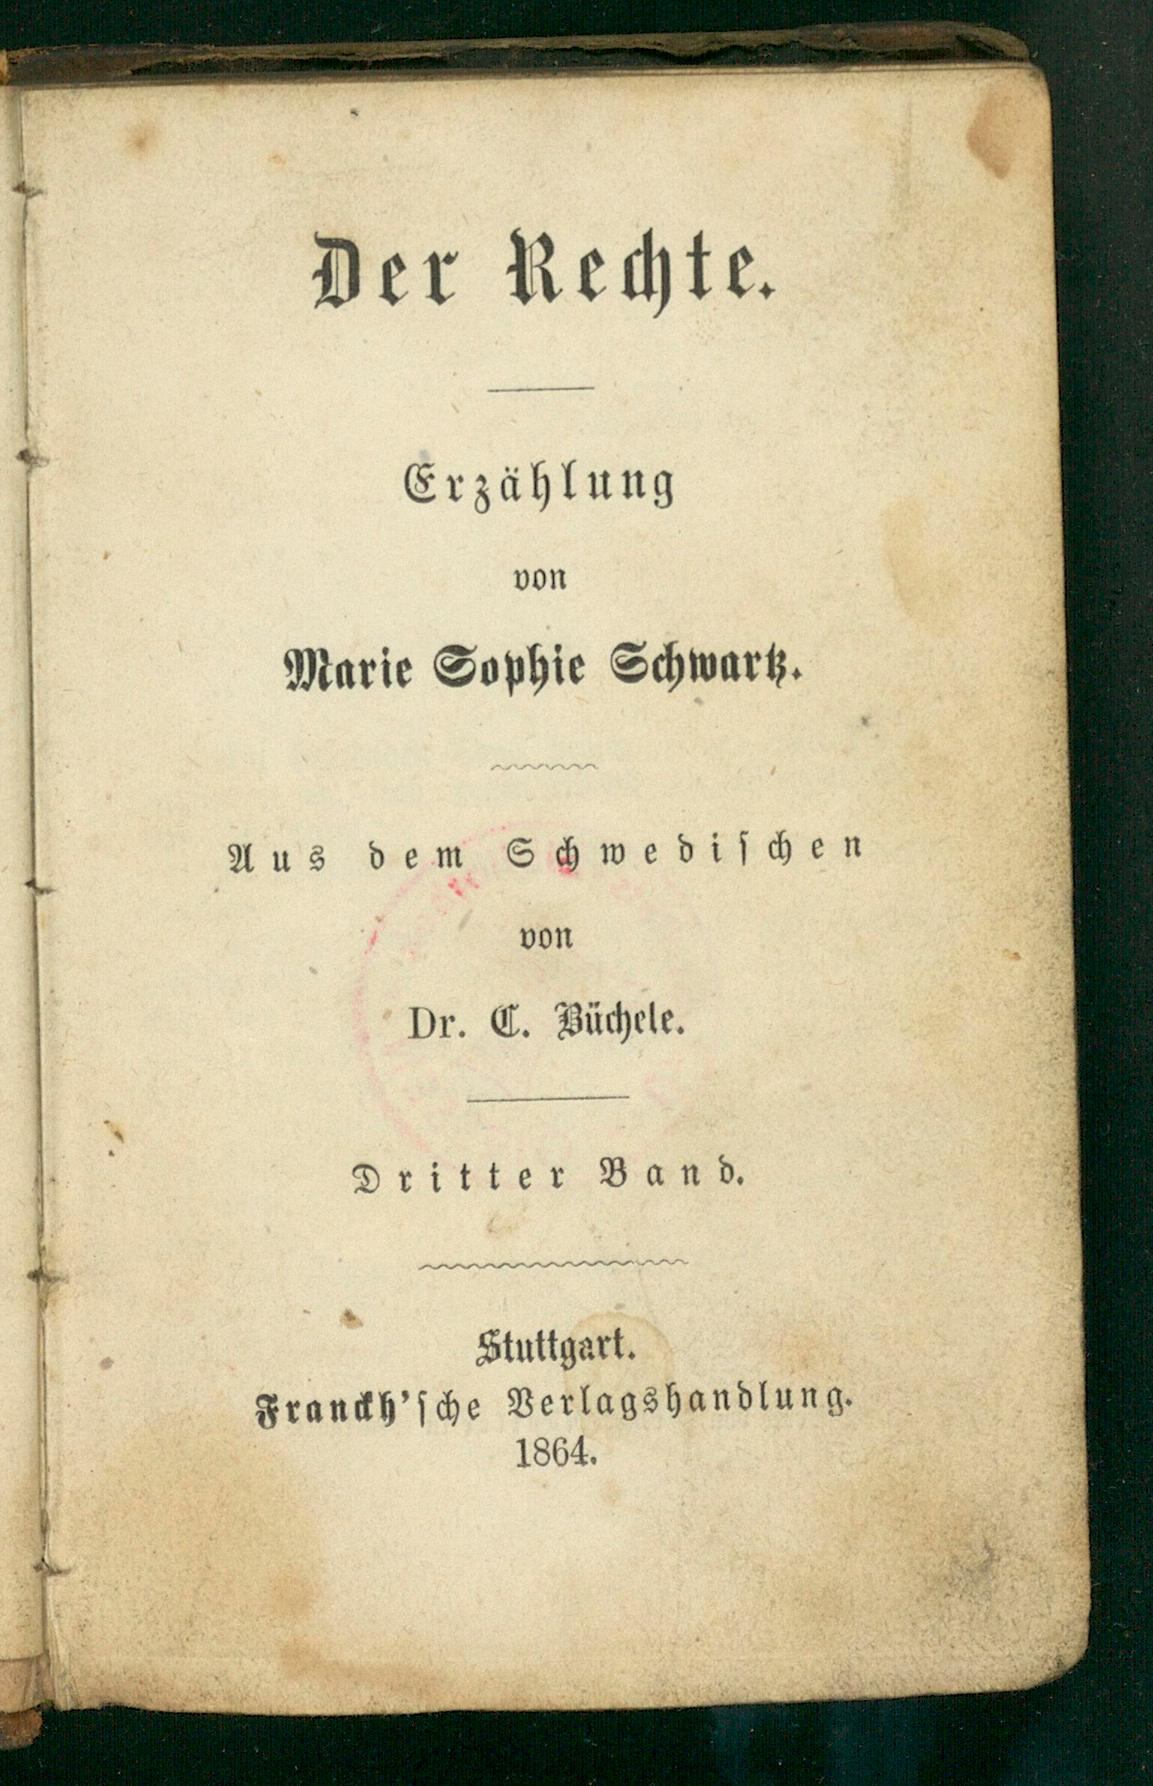 Der Rechte.
Erzählung
von
Marie Sophie Schwartz.
Aus dem Schwedischen
von
Dr. C. Büchele.
Dritter Band.
Stuttgart.
Franckh'sche Verlagshandlung.
1864.